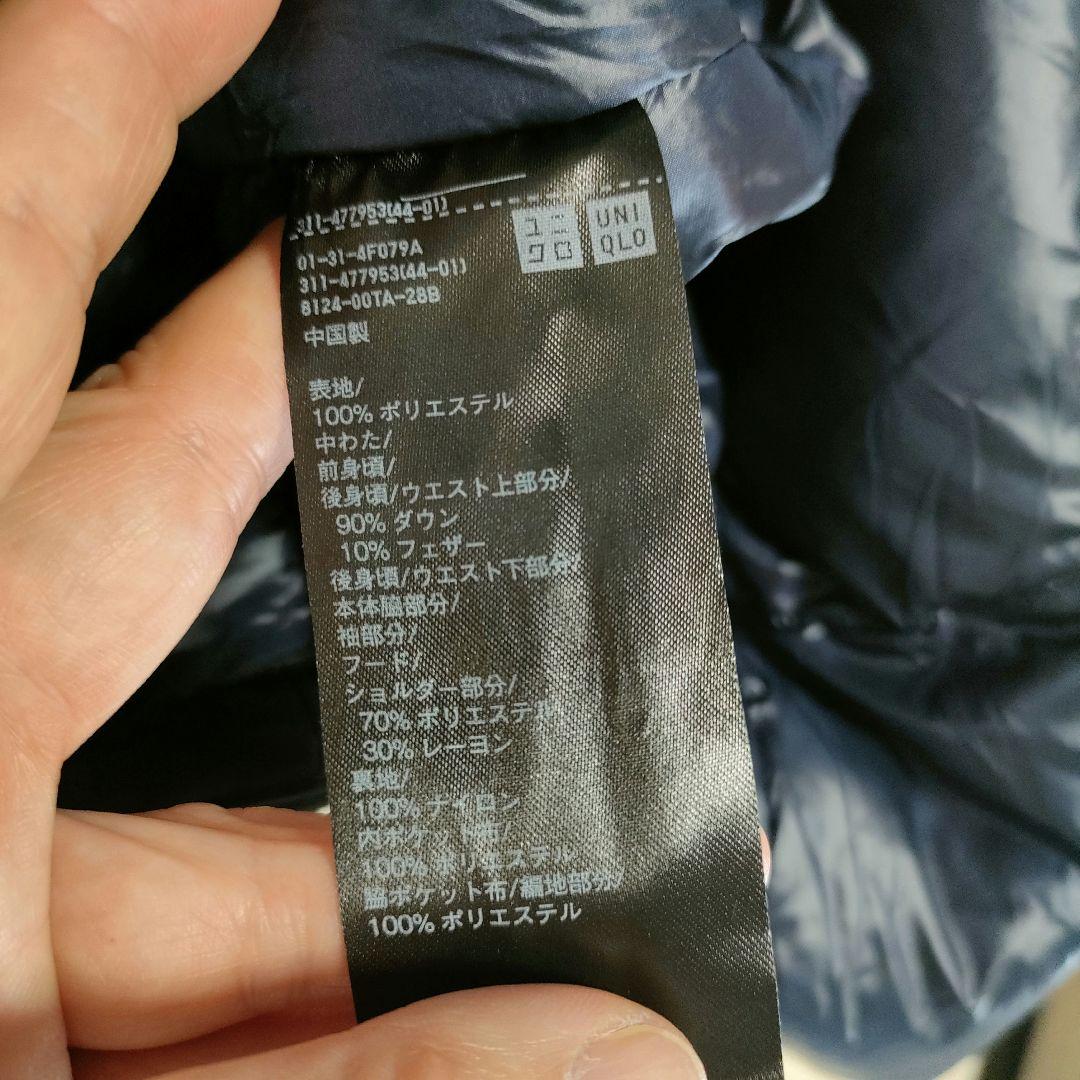 311-477953(44-01)
ユニクロ
UNIQLO
01-31-4F079A
311-477953(44-01)
8124-00TA-28B
中国製
表地/
100% ポリエステル
中わた/
前身頃/
後身頃/ウエスト上部分/
90% ダウン
10% フェザー
後身頃/ウエスト下部分/
本体脇部分/
袖部分/
フード/
ショルダー部分/
70% ポリエステル
30% レーヨン
裏地/
100% ナイロン
内ポケット布/
100% ポリエステル
脇ポケット布/編地部分/
100% ポリエステル